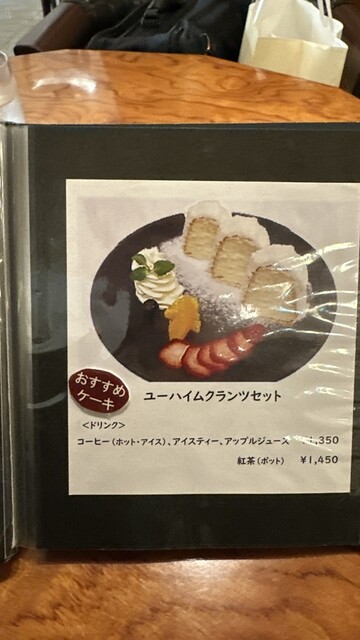 おすすめ
ケーキ
ユーハイムクランツセット
<ドリンク>
コーヒー(ホット・アイス)、アイスティー、アップルジュース ¥1,350
紅茶(ポット) ¥1,450